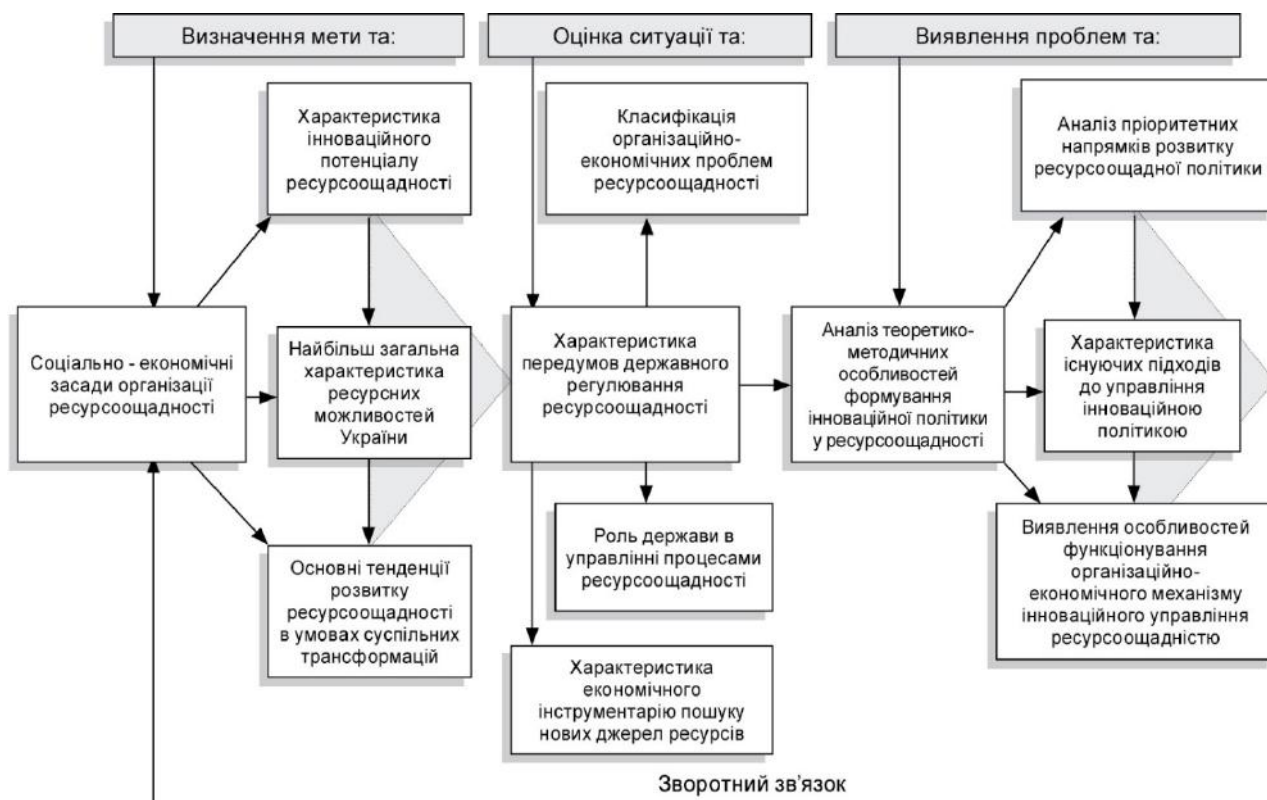 Визначення мети та:
Оцінка ситуації та:
Виявлення проблем та:
Характеристика
інноваційного
потенціалу
ресурсоощадності
Класифікація
організаційно-
економічних проблем
ресурсоощадності
Аналіз пріоритетних
напрямків розвитку
ресурсоощадної політики
Соціально - економічні
засади організації
ресурсоощадності
Найбільш загальна
характеристика
ресурсних
можливостей
України
Характеристика
передумов державного
регулювання
ресурсоощадності
Аналіз теоретико-
методичних
особливостей
формування
інноваційної політики
у ресурсоощадності
Характеристика
існуючих підходів
до управління
інноваційною
політикою
Основні тенденції
розвитку
ресурсоощадності
в умовах суспільних
трансформацій
Роль держави в
управлінні процесами
ресурсоощадності
Виявлення особливостей
функціонування
організаційно-
економічного механізму
інноваційного управління
ресурсоощадністю
Характеристика
економічного
інструментарію пошуку
нових джерел ресурсів
Зворотний зв'язок